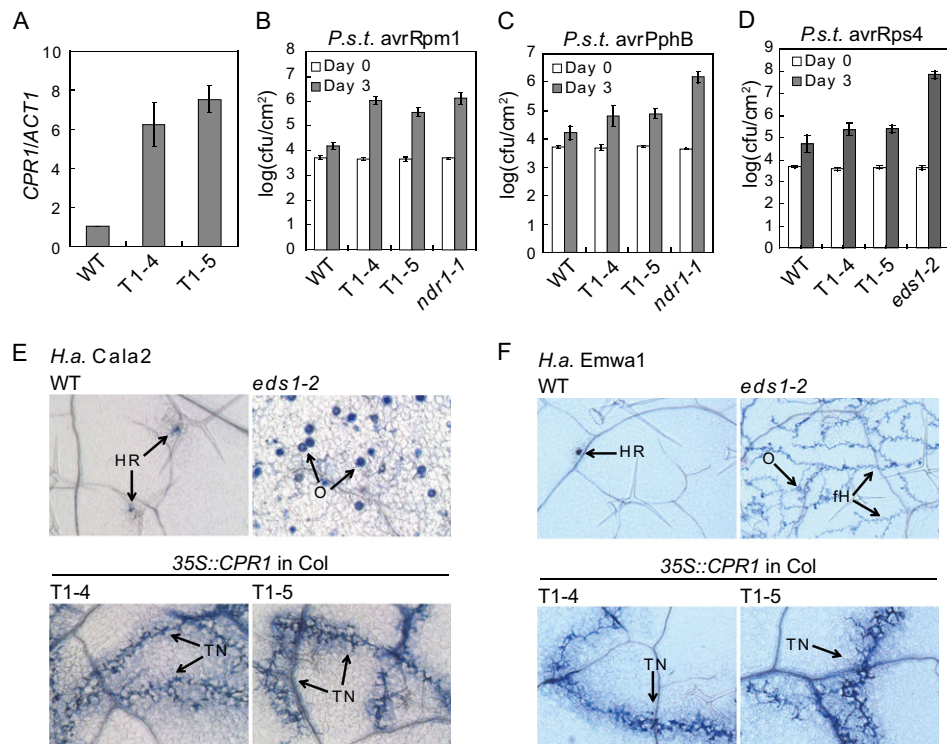 A
CPR1/ACT1
10
8
6
4
2
0
WT
T1-4
T1-5
B
P.s.t. avrRpm1
log(cfu/cm²)
8
7
6
5
4
3
2
1
0
Day 0
Day 3
WT
T1-4
T1-5
ndr1-1
C
P.s.t. avrPphB
log(cfu/cm²)
7
6
5
4
3
2
1
0
Day 0
Day 3
WT
T1-4
T1-5
ndr1-1
D
P.s.t. avrRps4
log(cfu/cm²)
9
8
7
6
5
4
3
2
1
0
Day 0
Day 3
WT
T1-4
T1-5
eds1-2
E
H.a. Cala2
WT
eds1-2
HR
O
35S::CPR1 in Col
T1-4
T1-5
TN
TN
F
H.a. Emwa1
WT
eds1-2
HR
O
fH
35S::CPR1 in Col
T1-4
T1-5
TN
TN